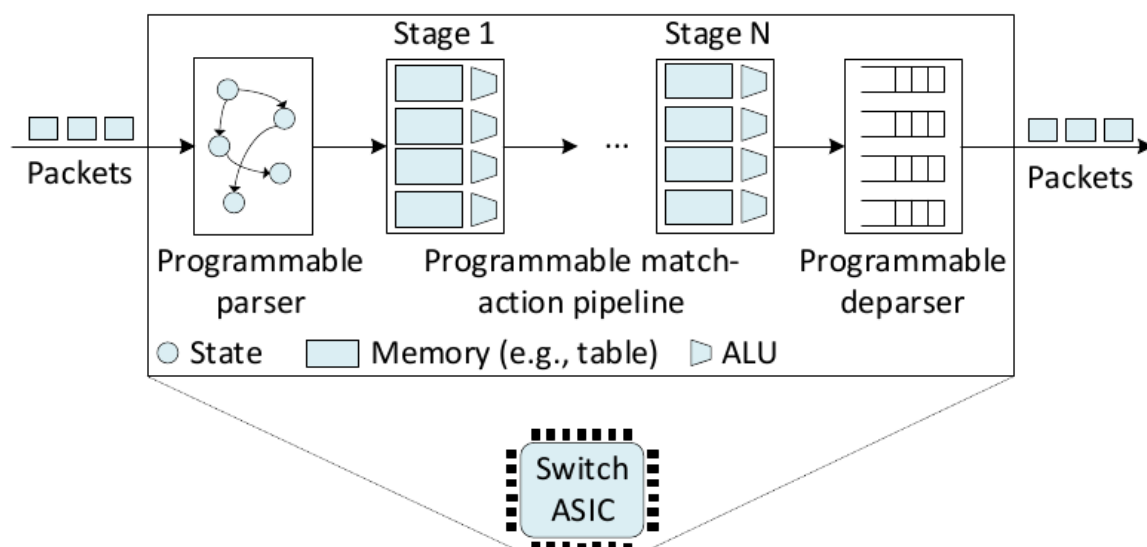 Stage 1
Stage N
...
Packets
Packets
Programmable
parser
Programmable match-
action pipeline
Programmable
deparser
State
Memory (e.g., table)
ALU
Switch
ASIC